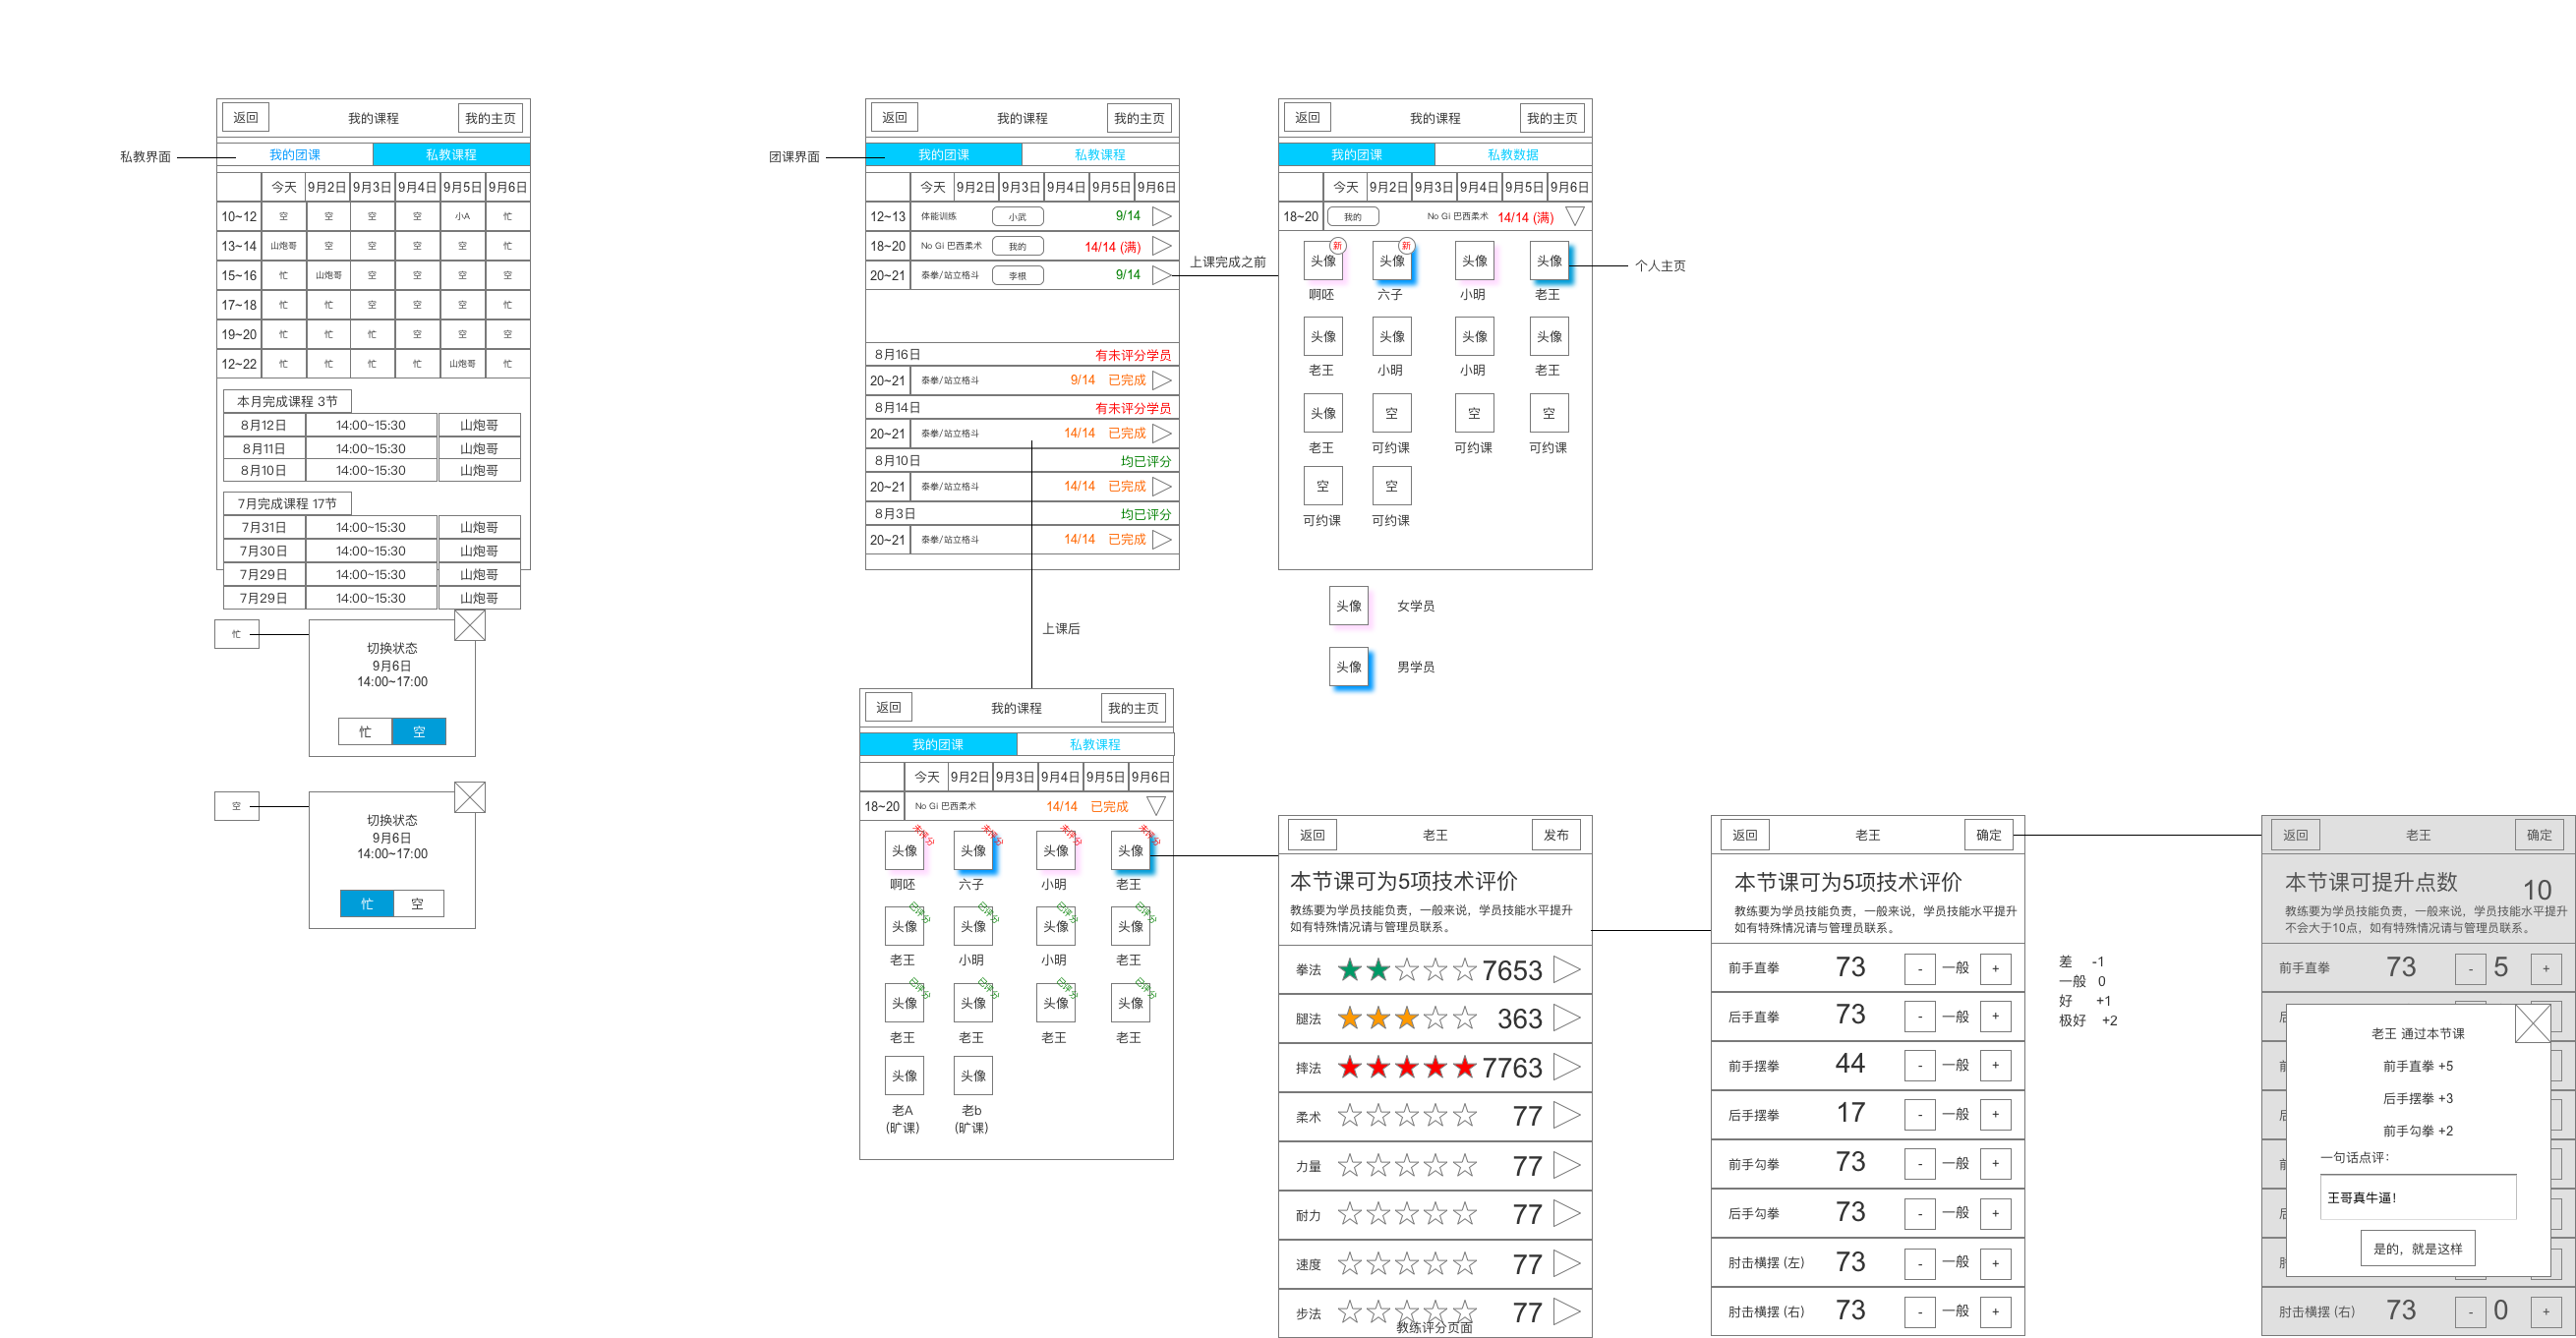 私教界面
返回 我的课程 我的主页
我的团课 私教课程
今天 9月2日 9月3日 9月4日 9月5日 9月6日
10~12 空 空 空 空 小A 忙
13~14 山炮哥 空 空 空 空 忙
15~16 忙 山炮哥 空 空 空 空
17~18 忙 忙 空 空 空 忙
19~20 忙 忙 忙 空 空 空
12~22 忙 忙 忙 忙 山炮哥 忙
本月完成课程 3节
8月12日 14:00~15:30 山炮哥
8月11日 14:00~15:30 山炮哥
8月10日 14:00~15:30 山炮哥
7月完成课程 17节
7月31日 14:00~15:30 山炮哥
7月30日 14:00~15:30 山炮哥
7月29日 14:00~15:30 山炮哥
7月29日 14:00~15:30 山炮哥
忙
切换状态
9月6日
14:00~17:00
忙 空
空
切换状态
9月6日
14:00~17:00
忙 空
团课界面
返回 我的课程 我的主页
我的团课 私教课程
今天 9月2日 9月3日 9月4日 9月5日 9月6日
12~13 体能训练 小武 9/14
18~20 No Gi 巴西柔术 我的 14/14 (满)
20~21 泰拳/站立格斗 李根 9/14
8月16日 有未评分学员
20~21 泰拳/站立格斗 9/14 已完成
8月14日 有未评分学员
20~21 泰拳/站立格斗 14/14 已完成
8月10日 均已评分
20~21 泰拳/站立格斗 14/14 已完成
8月3日 均已评分
20~21 泰拳/站立格斗 14/14 已完成
上课完成之前
上课后
返回 我的课程 我的主页
我的团课 私教数据
今天 9月2日 9月3日 9月4日 9月5日 9月6日
18~20 我的 No Gi 巴西柔术 14/14 (满)
新 新
头像 头像 头像 头像
个人主页
啊呸 六子 小明 老王
头像 头像 头像 头像
老王 小明 小明 老王
头像 空 空 空
老王 可约课 可约课 可约课
空 空
可约课 可约课
头像 女学员
头像 男学员
返回 我的课程 我的主页
我的团课 私教课程
今天 9月2日 9月3日 9月4日 9月5日 9月6日
18~20 No Gi 巴西柔术 14/14 已完成
未评分 未评分 未评分 未评分
头像 头像 头像 头像
啊呸 六子 小明 老王
已评分 已评分 已评分 已评分
头像 头像 头像 头像
老王 小明 小明 老王
已评分 已评分 已评分 已评分
头像 头像 头像 头像
老王 老王 老王 老王
头像 头像
老A 老b
(旷课) (旷课)
返回 老王 发布
本节课可为5项技术评价
教练要为学员技能负责，一般来说，学员技能水平提升
如有特殊情况请与管理员联系。
拳法 7653
腿法 363
摔法 7763
柔术 77
力量 77
耐力 77
速度 77
步法 77
教练评分页面
返回 老王 确定
本节课可为5项技术评价
教练要为学员技能负责，一般来说，学员技能水平提升
如有特殊情况请与管理员联系。
前手直拳 73 - 一般 +
后手直拳 73 - 一般 +
前手摆拳 44 - 一般 +
后手摆拳 17 - 一般 +
前手勾拳 73 - 一般 +
后手勾拳 73 - 一般 +
肘击横摆 (左) 73 - 一般 +
肘击横摆 (右) 73 - 一般 +
差 -1
一般 0
好 +1
极好 +2
返回 老王 确定
本节课可提升点数 10
教练要为学员技能负责，一般来说，学员技能水平提升
不会大于10点，如有特殊情况请与管理员联系。
前手直拳 73 - 5 +
老王 通过本节课
前手直拳 +5
后手摆拳 +3
前手勾拳 +2
一句话点评：
王哥真牛逼！
是的，就是这样
肘击横摆 (右) 73 - 0 +